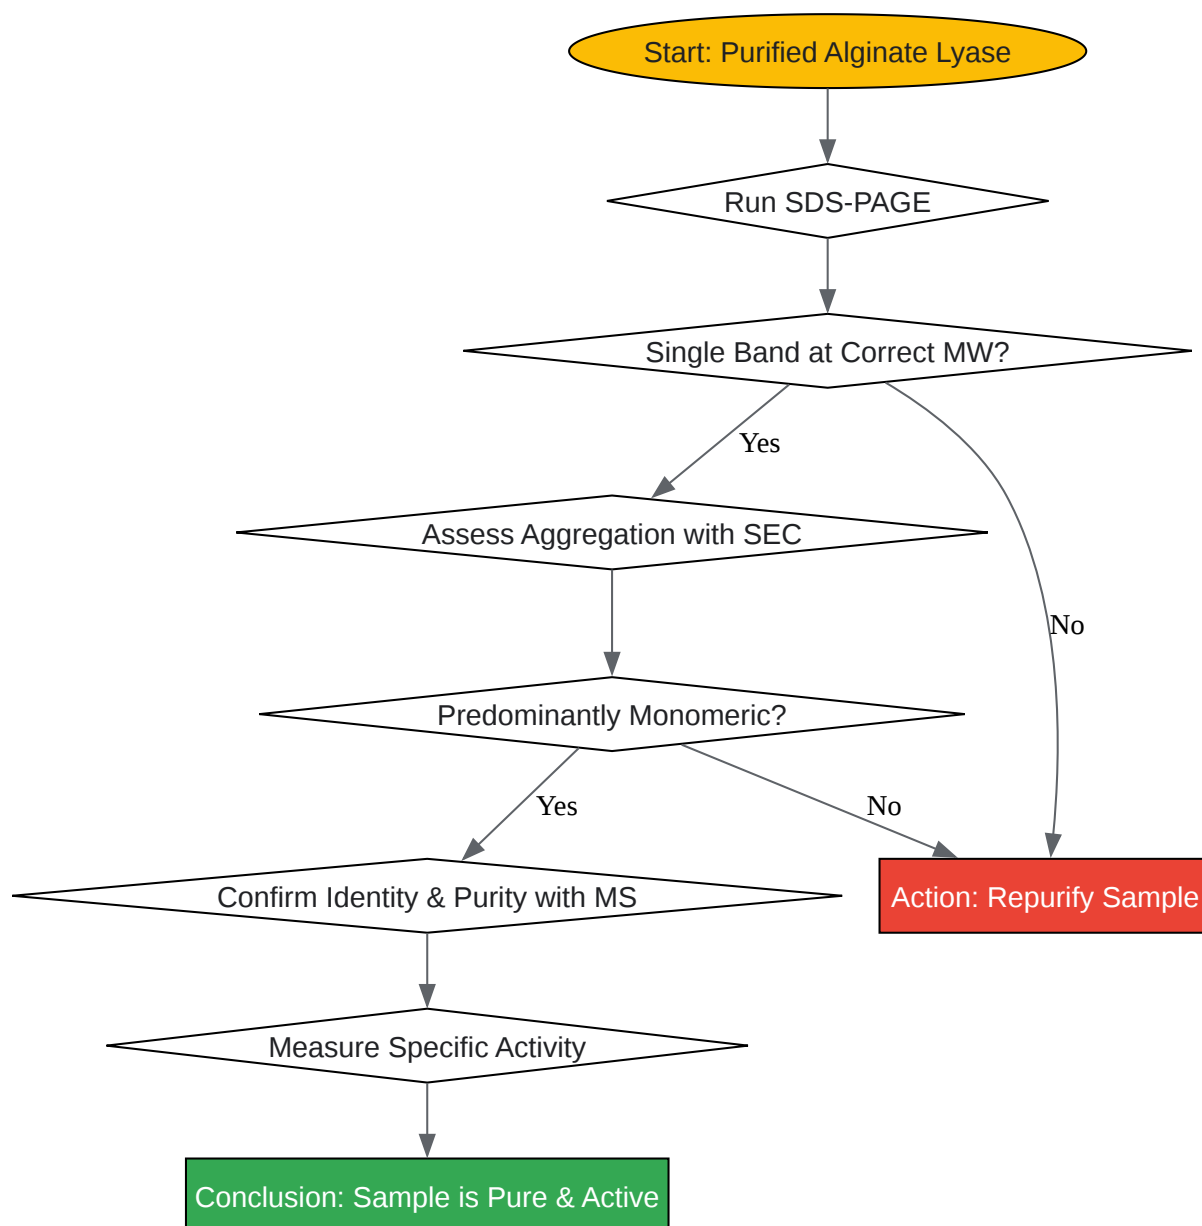 Start: Purified Alginate Lyase
Run SDS-PAGE
Single Band at Correct MW?
Yes
Assess Aggregation with SEC
No
Predominantly Monomeric?
Yes
No
Confirm Identity & Purity with MS
Action: Repurify Sample
Measure Specific Activity
Conclusion: Sample is Pure & Active